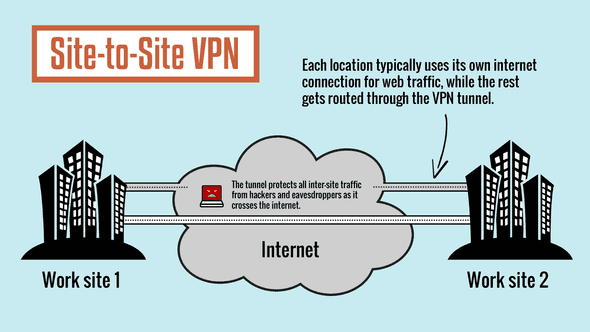 Site-to-Site VPN
Each location typically uses its own internet
connection for web traffic, while the rest
gets routed through the VPN tunnel.
The tunnel protects all inter-site traffic
from hackers and eavesdroppers as it
crosses the internet.
Internet
Work site 1
Work site 2